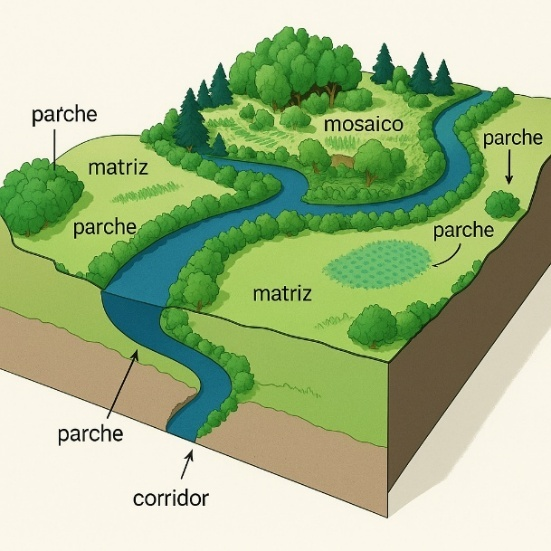 parche
mosaico
parche
matriz
parche
parche
matriz
parche
corridor